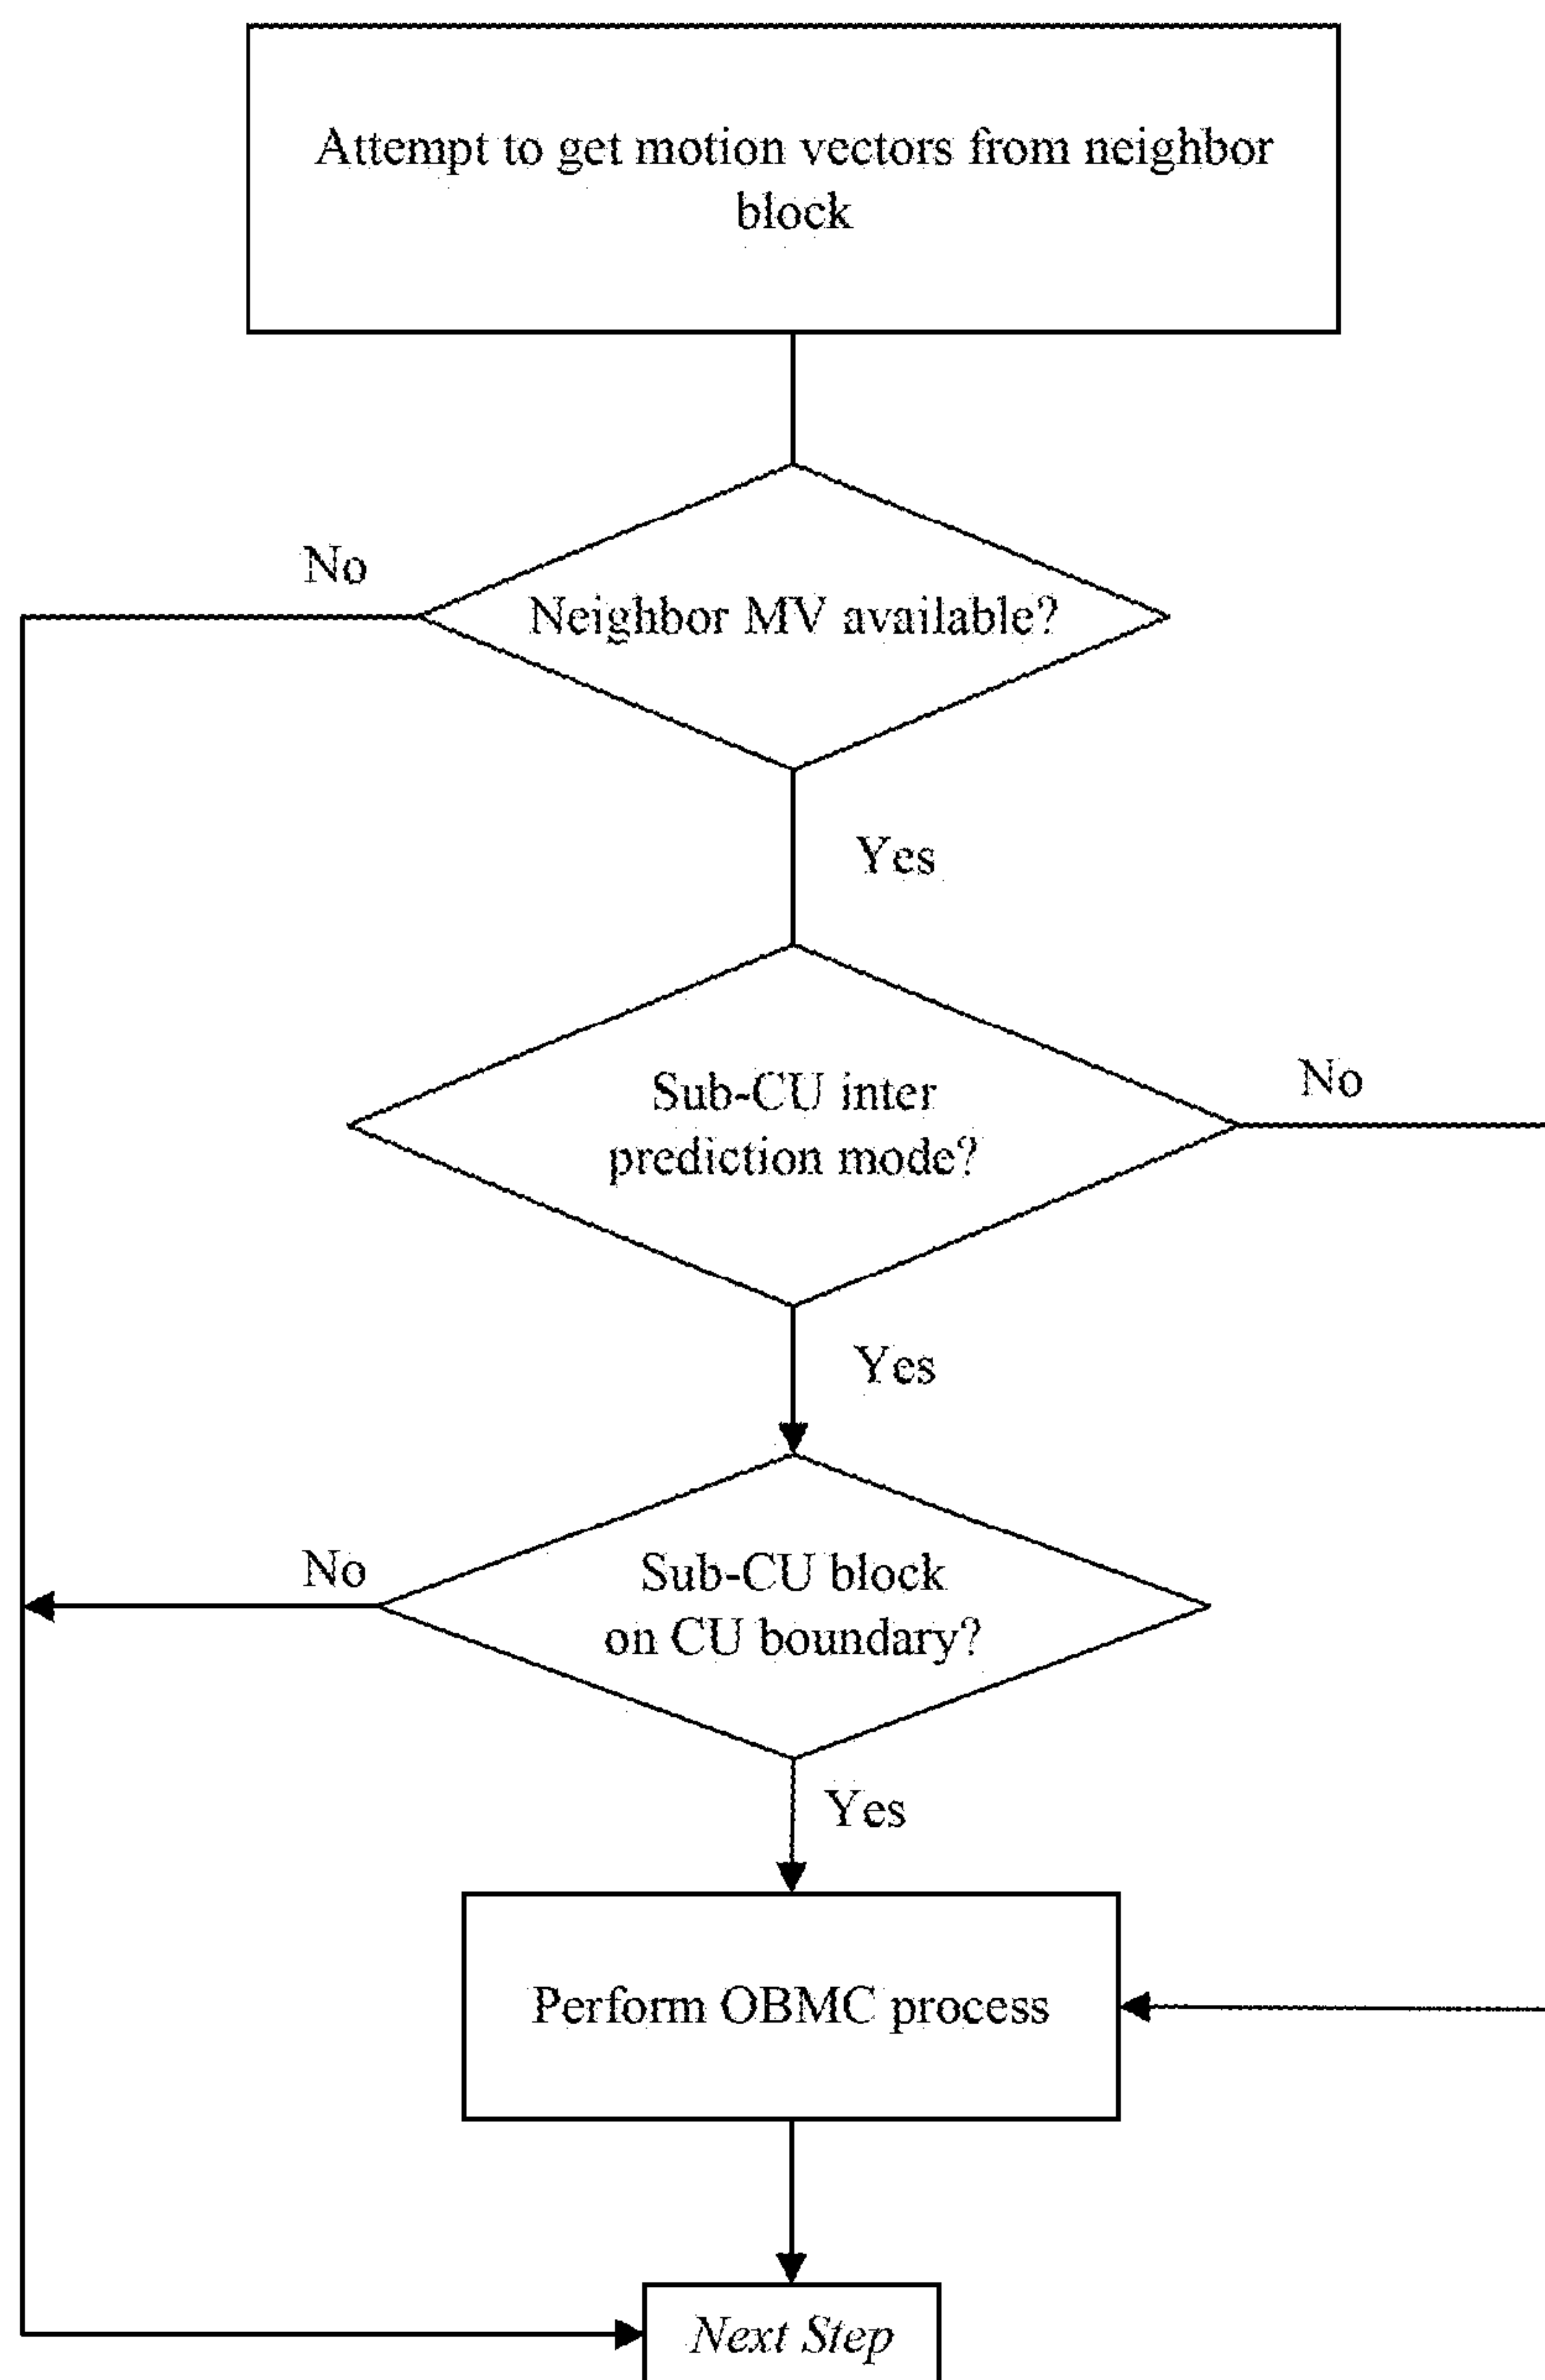 Attempt to get motion vectors from neighbor
block
No
Neighbor MV available?
Yes
Sub-CU inter
prediction mode?
No
Yes
No
Sub-CU block
on CU boundary?
Yes
Perform OBMC process
Next Step